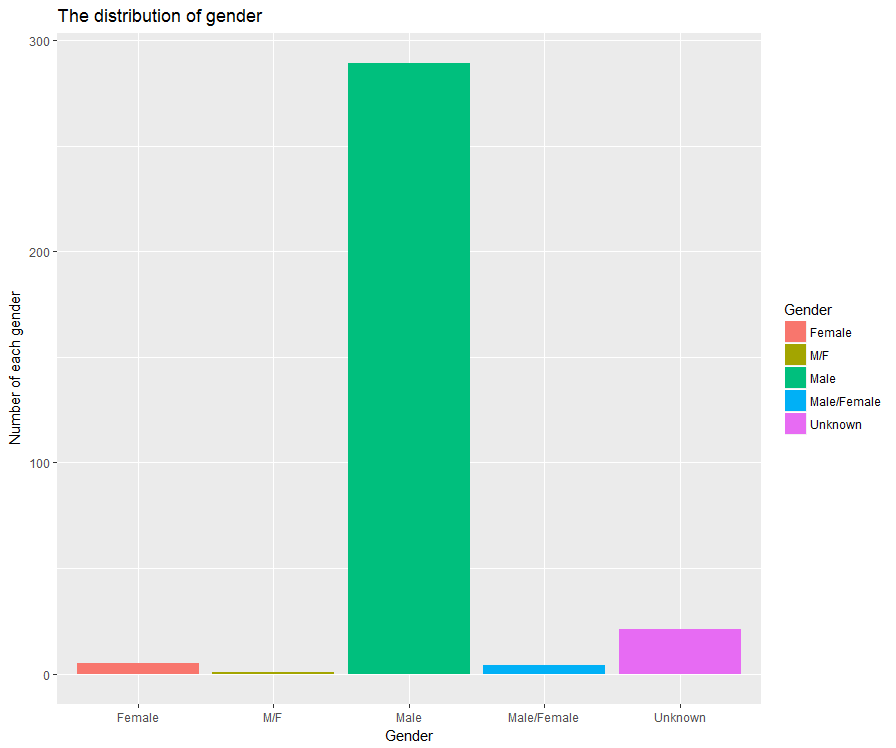 The distribution of gender
300
200
100
0
Number of each gender
Female
M/F
Male
Male/Female
Unknown
Gender
Gender
Female
M/F
Male
Male/Female
Unknown